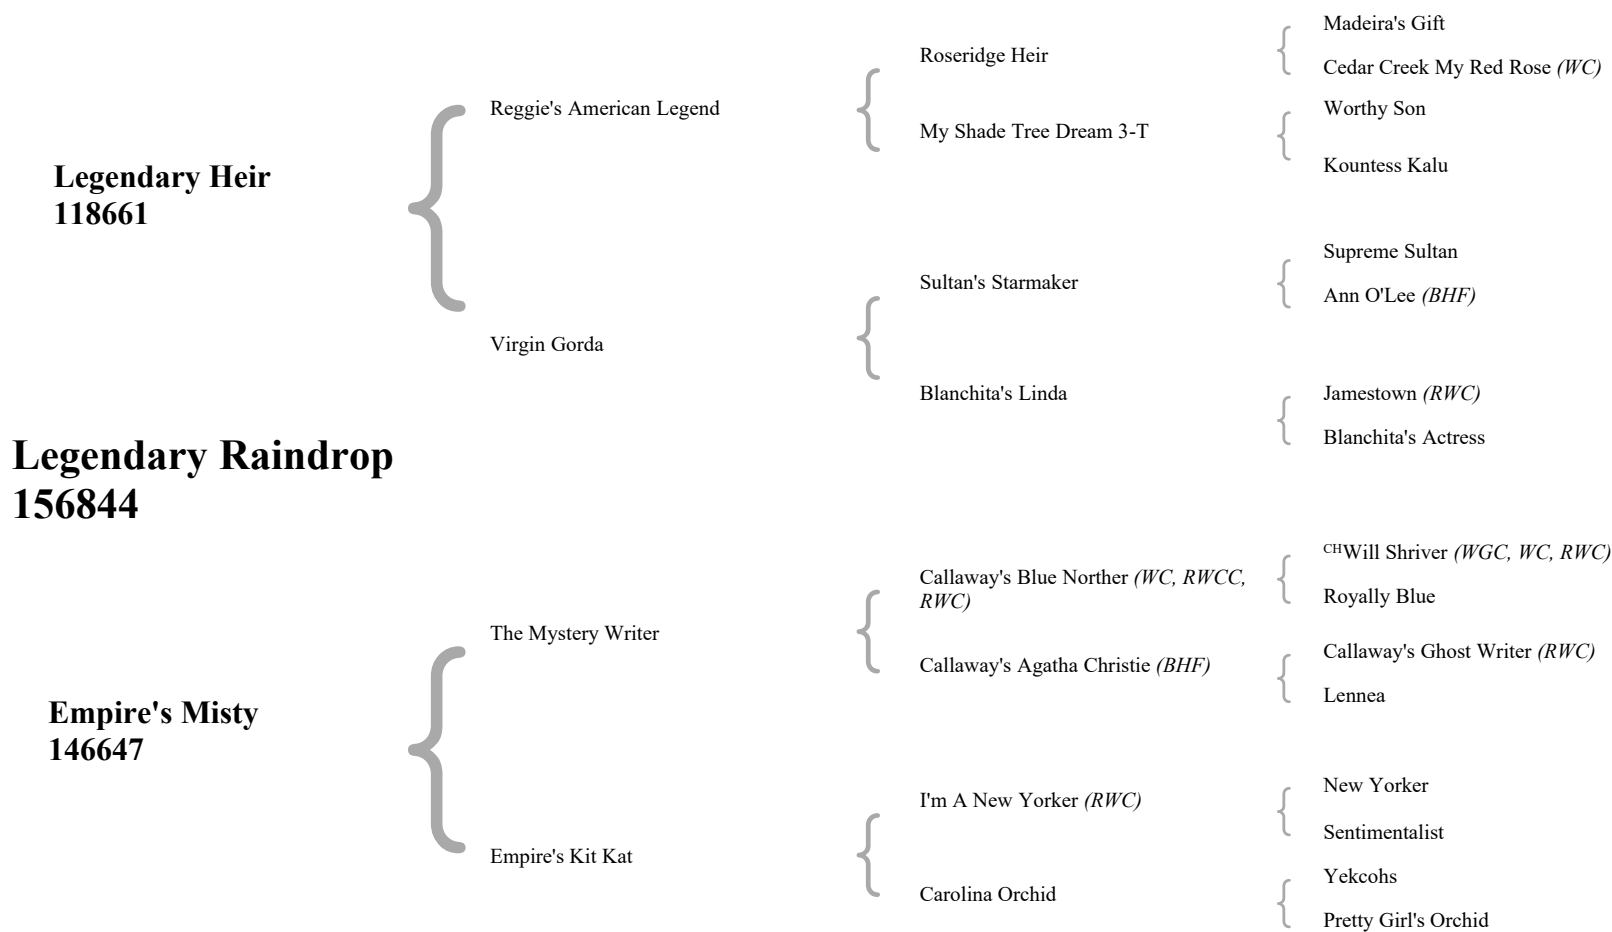 Madeira's Gift
Roseridge Heir
Cedar Creek My Red Rose (WC)
Reggie's American Legend
Worthy Son
My Shade Tree Dream 3-T
Kountess Kalu
Legendary Heir
118661
Supreme Sultan
Sultan's Starmaker
Ann O'Lee (BHF)
Virgin Gorda
Blanchita's Linda
Jamestown (RWC)
Blanchita's Actress
Legendary Raindrop
156844
CHWill Shriver (WGC, WC, RWC)
Callaway's Blue Norther (WC, RWCC,
RWC)
Royally Blue
The Mystery Writer
Callaway's Ghost Writer (RWC)
Callaway's Agatha Christie (BHF)
Lennea
Empire's Misty
146647
New Yorker
I'm A New Yorker (RWC)
Sentimentalist
Empire's Kit Kat
Yekcohs
Carolina Orchid
Pretty Girl's Orchid